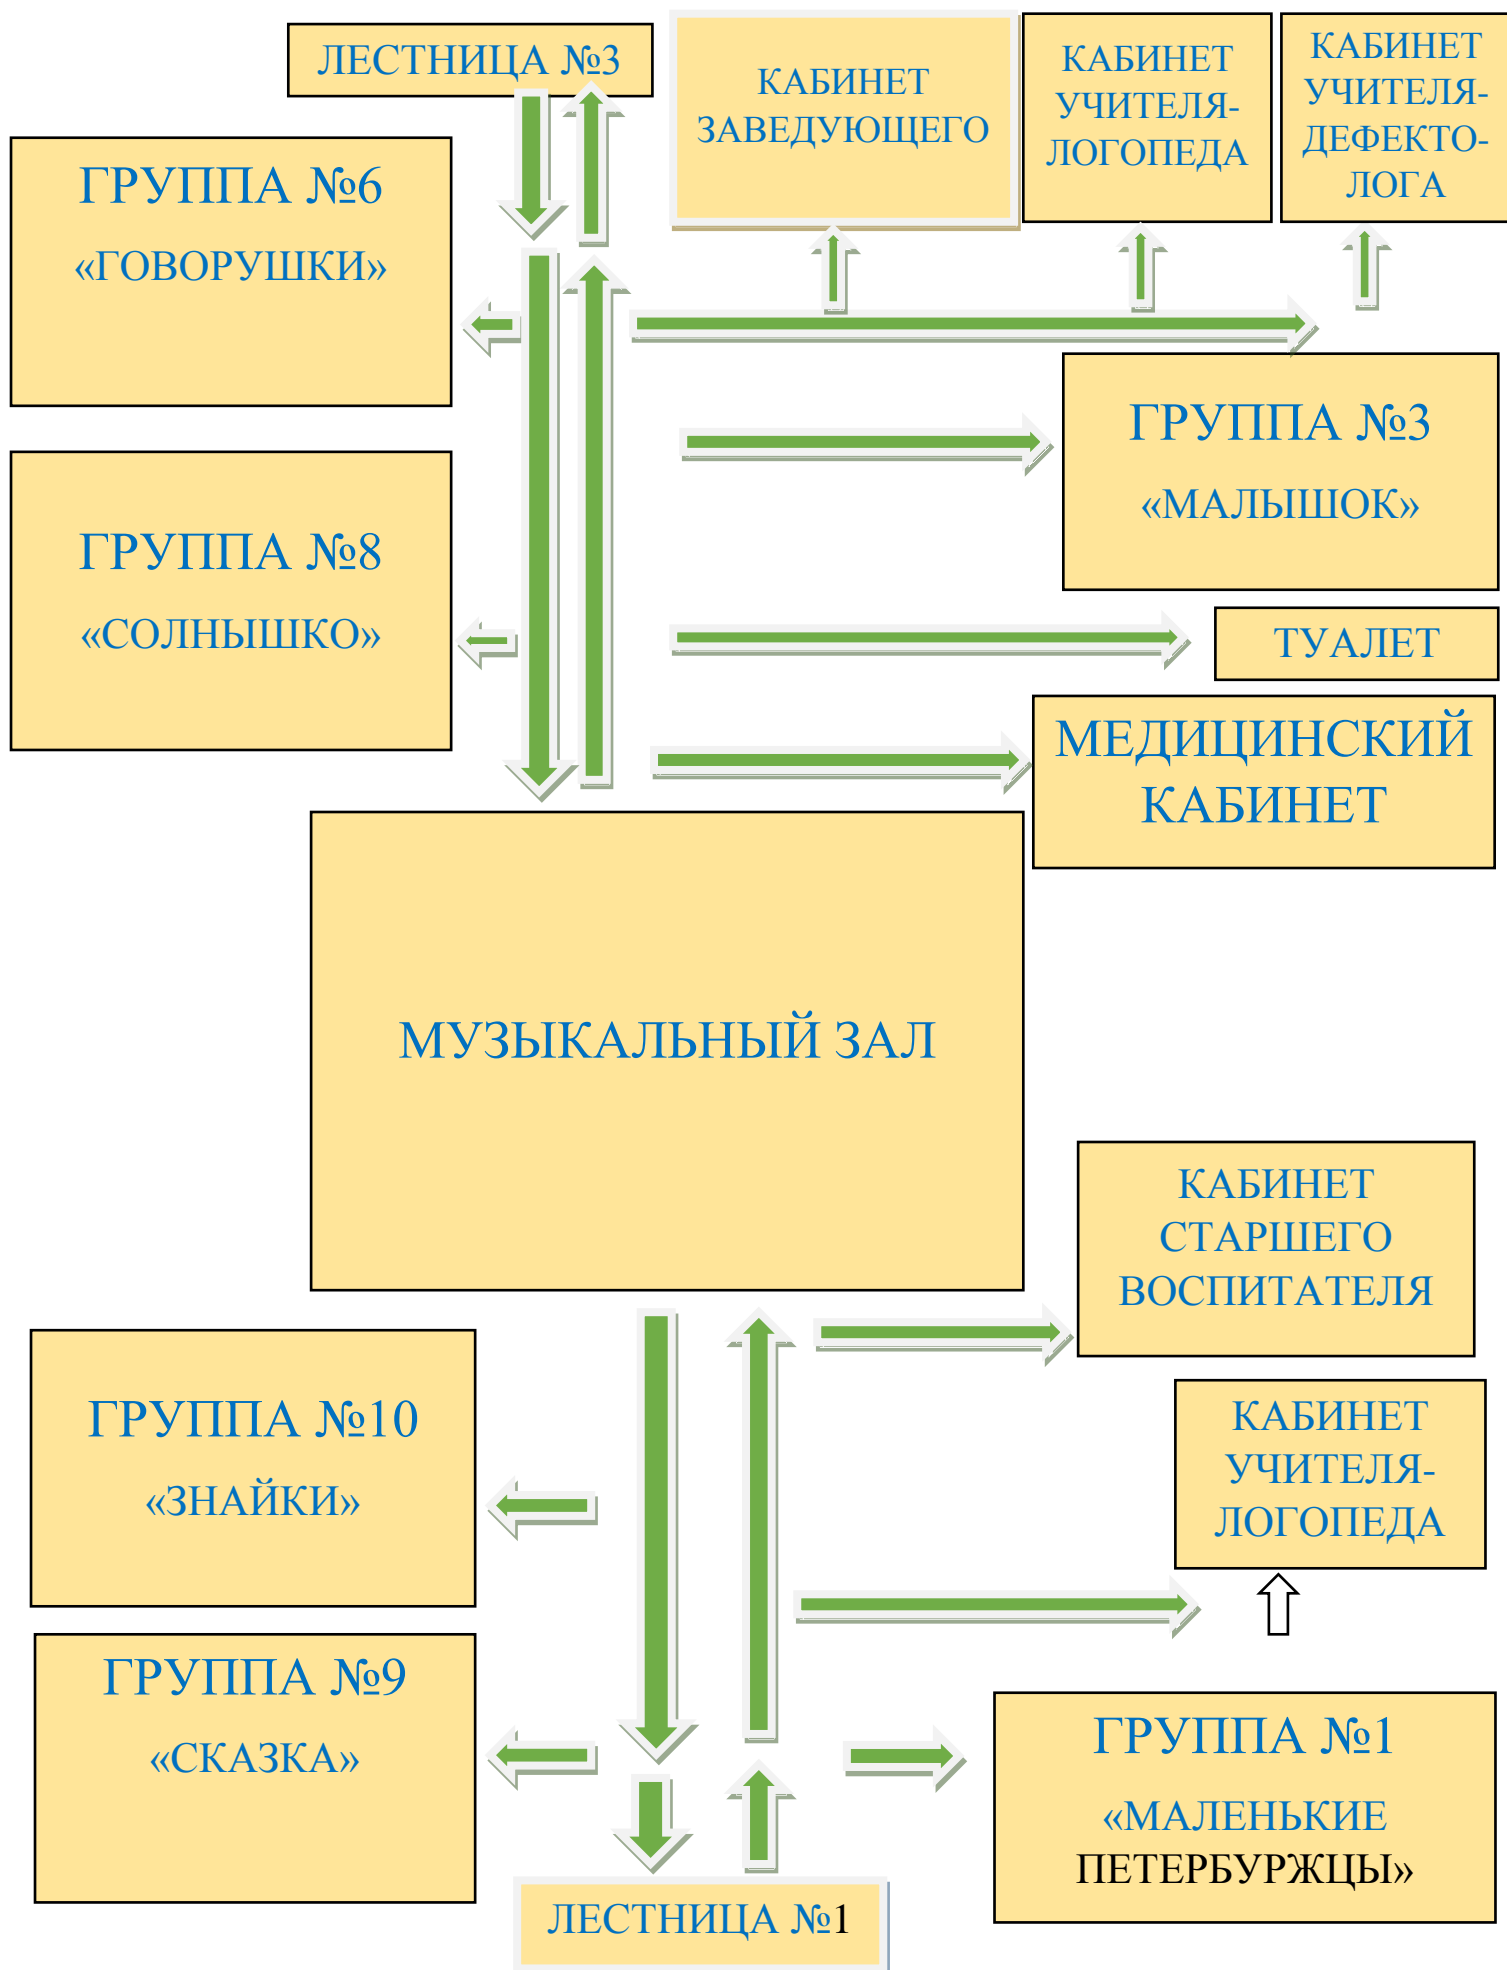 ЛЕСТНИЦА №3
КАБИНЕТ
ЗАВЕДУЮЩЕГО
КАБИНЕТ
УЧИТЕЛЯ-
ЛОГОПЕДА
КАБИНЕТ
УЧИТЕЛЯ-
ДЕФЕКТО-
ЛОГА
ГРУППА №6
«ГОВОРУШКИ»
ГРУППА №3
«МАЛЫШОК»
ГРУППА №8
«СОЛНЫШКО»
ТУАЛЕТ
МЕДИЦИНСКИЙ
КАБИНЕТ
МУЗЫКАЛЬНЫЙ ЗАЛ
КАБИНЕТ
СТАРШЕГО
ВОСПИТАТЕЛЯ
ГРУППА №10
«ЗНАЙКИ»
КАБИНЕТ
УЧИТЕЛЯ-
ЛОГОПЕДА
ГРУППА №9
«СКАЗКА»
ГРУППА №1
«МАЛЕНЬКИЕ
ПЕТЕРБУРЖЦЫ»
ЛЕСТНИЦА №1